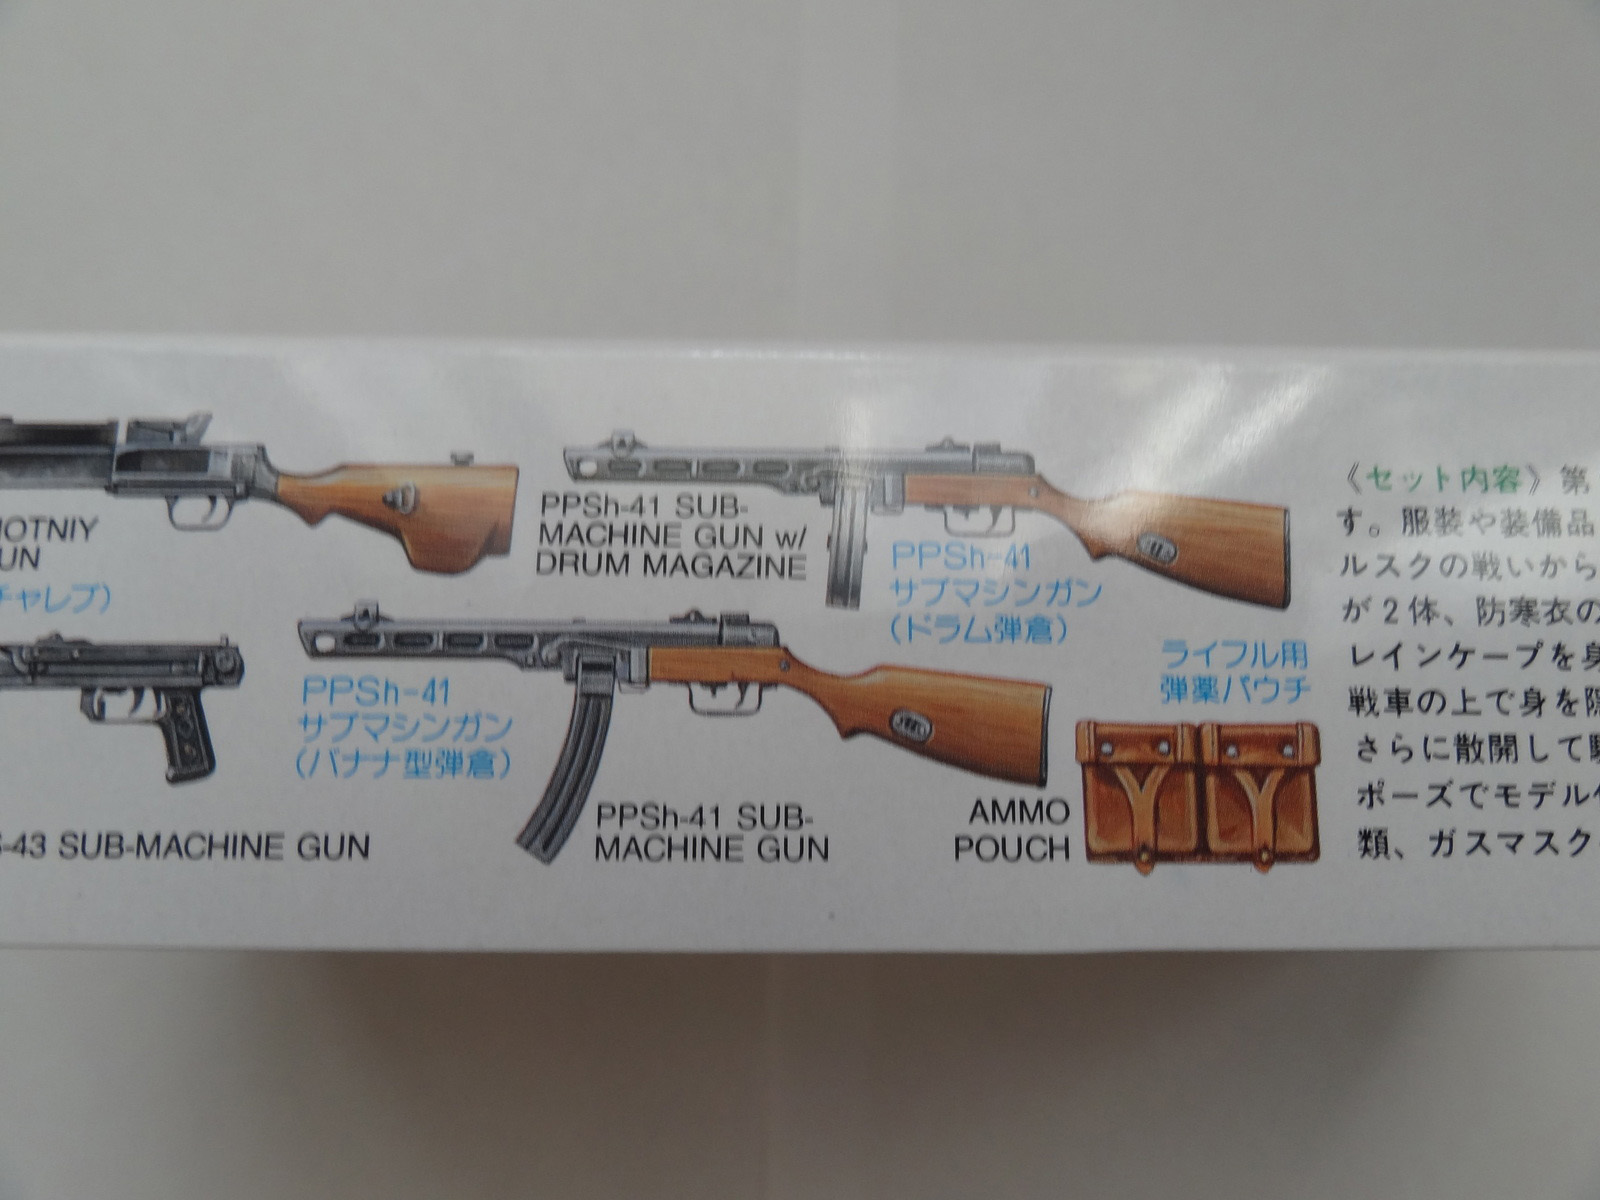 HOTNIY
UN
チャレブ）
S-43 SUB-MACHINE GUN
PPSh-41 SUB-
MACHINE GUN w/
DRUM MAGAZINE
PPSh-41
サブマシンガン
（ドラム弾倉）
PPSh-41
サブマシンガン
（バナナ型弾倉）
PPSh-41 SUB-
MACHINE GUN
ライフル用
弾薬パウチ
AMMO
POUCH
《セット内容》第
す。服装や装備品
ルスクの戦いから
が2体、防寒衣の
レインケープを身
戦車の上で身を隠
さらに散開して
ポーズでモデル
類、ガスマスク